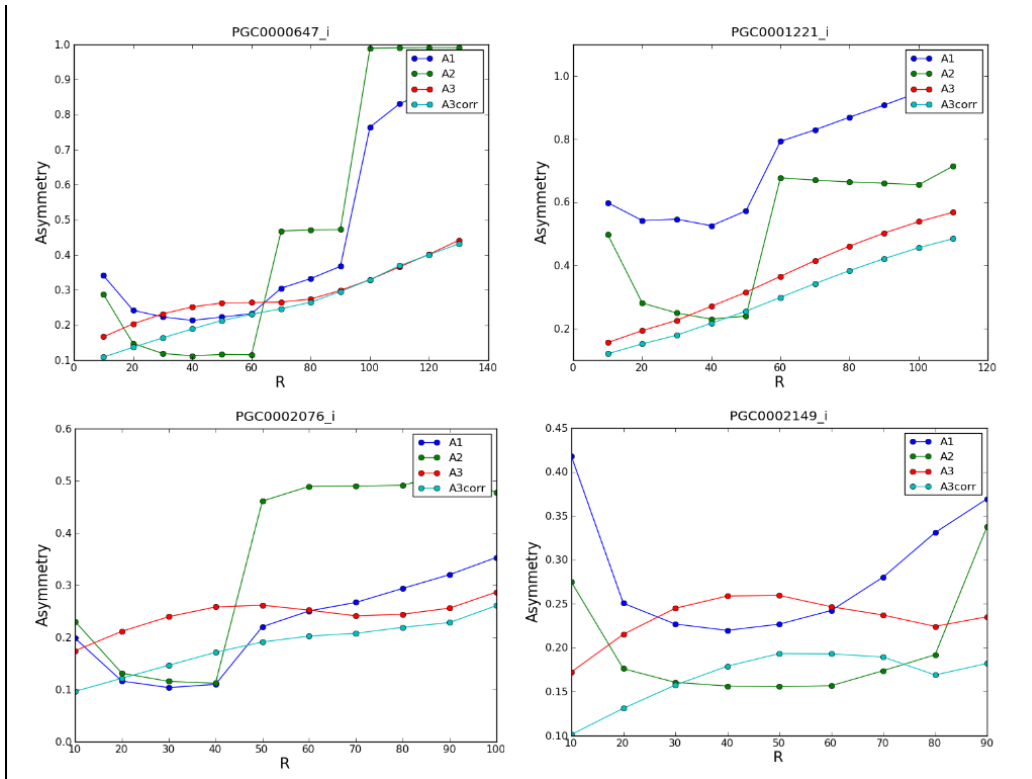 PGC0000647_i
1.0
0.9
0.8
0.7
0.6
0.5
0.4
0.3
0.2
0.1
Asymmetry
0 20 40 60 80 100 120 140
R
A1
A2
A3
A3corr
PGC0001221_i
1.0
0.8
0.6
0.4
0.2
Asymmetry
0 20 40 60 80 100 120
R
A1
A2
A3
A3corr
PGC0002076_i
0.6
0.5
0.4
0.3
0.2
0.1
0.0
Asymmetry
10 20 30 40 50 60 70 80 90 100
R
A1
A2
A3
A3corr
PGC0002149_i
0.45
0.40
0.35
0.30
0.25
0.20
0.15
0.10
Asymmetry
10 20 30 40 50 60 70 80 90
R
A1
A2
A3
A3corr